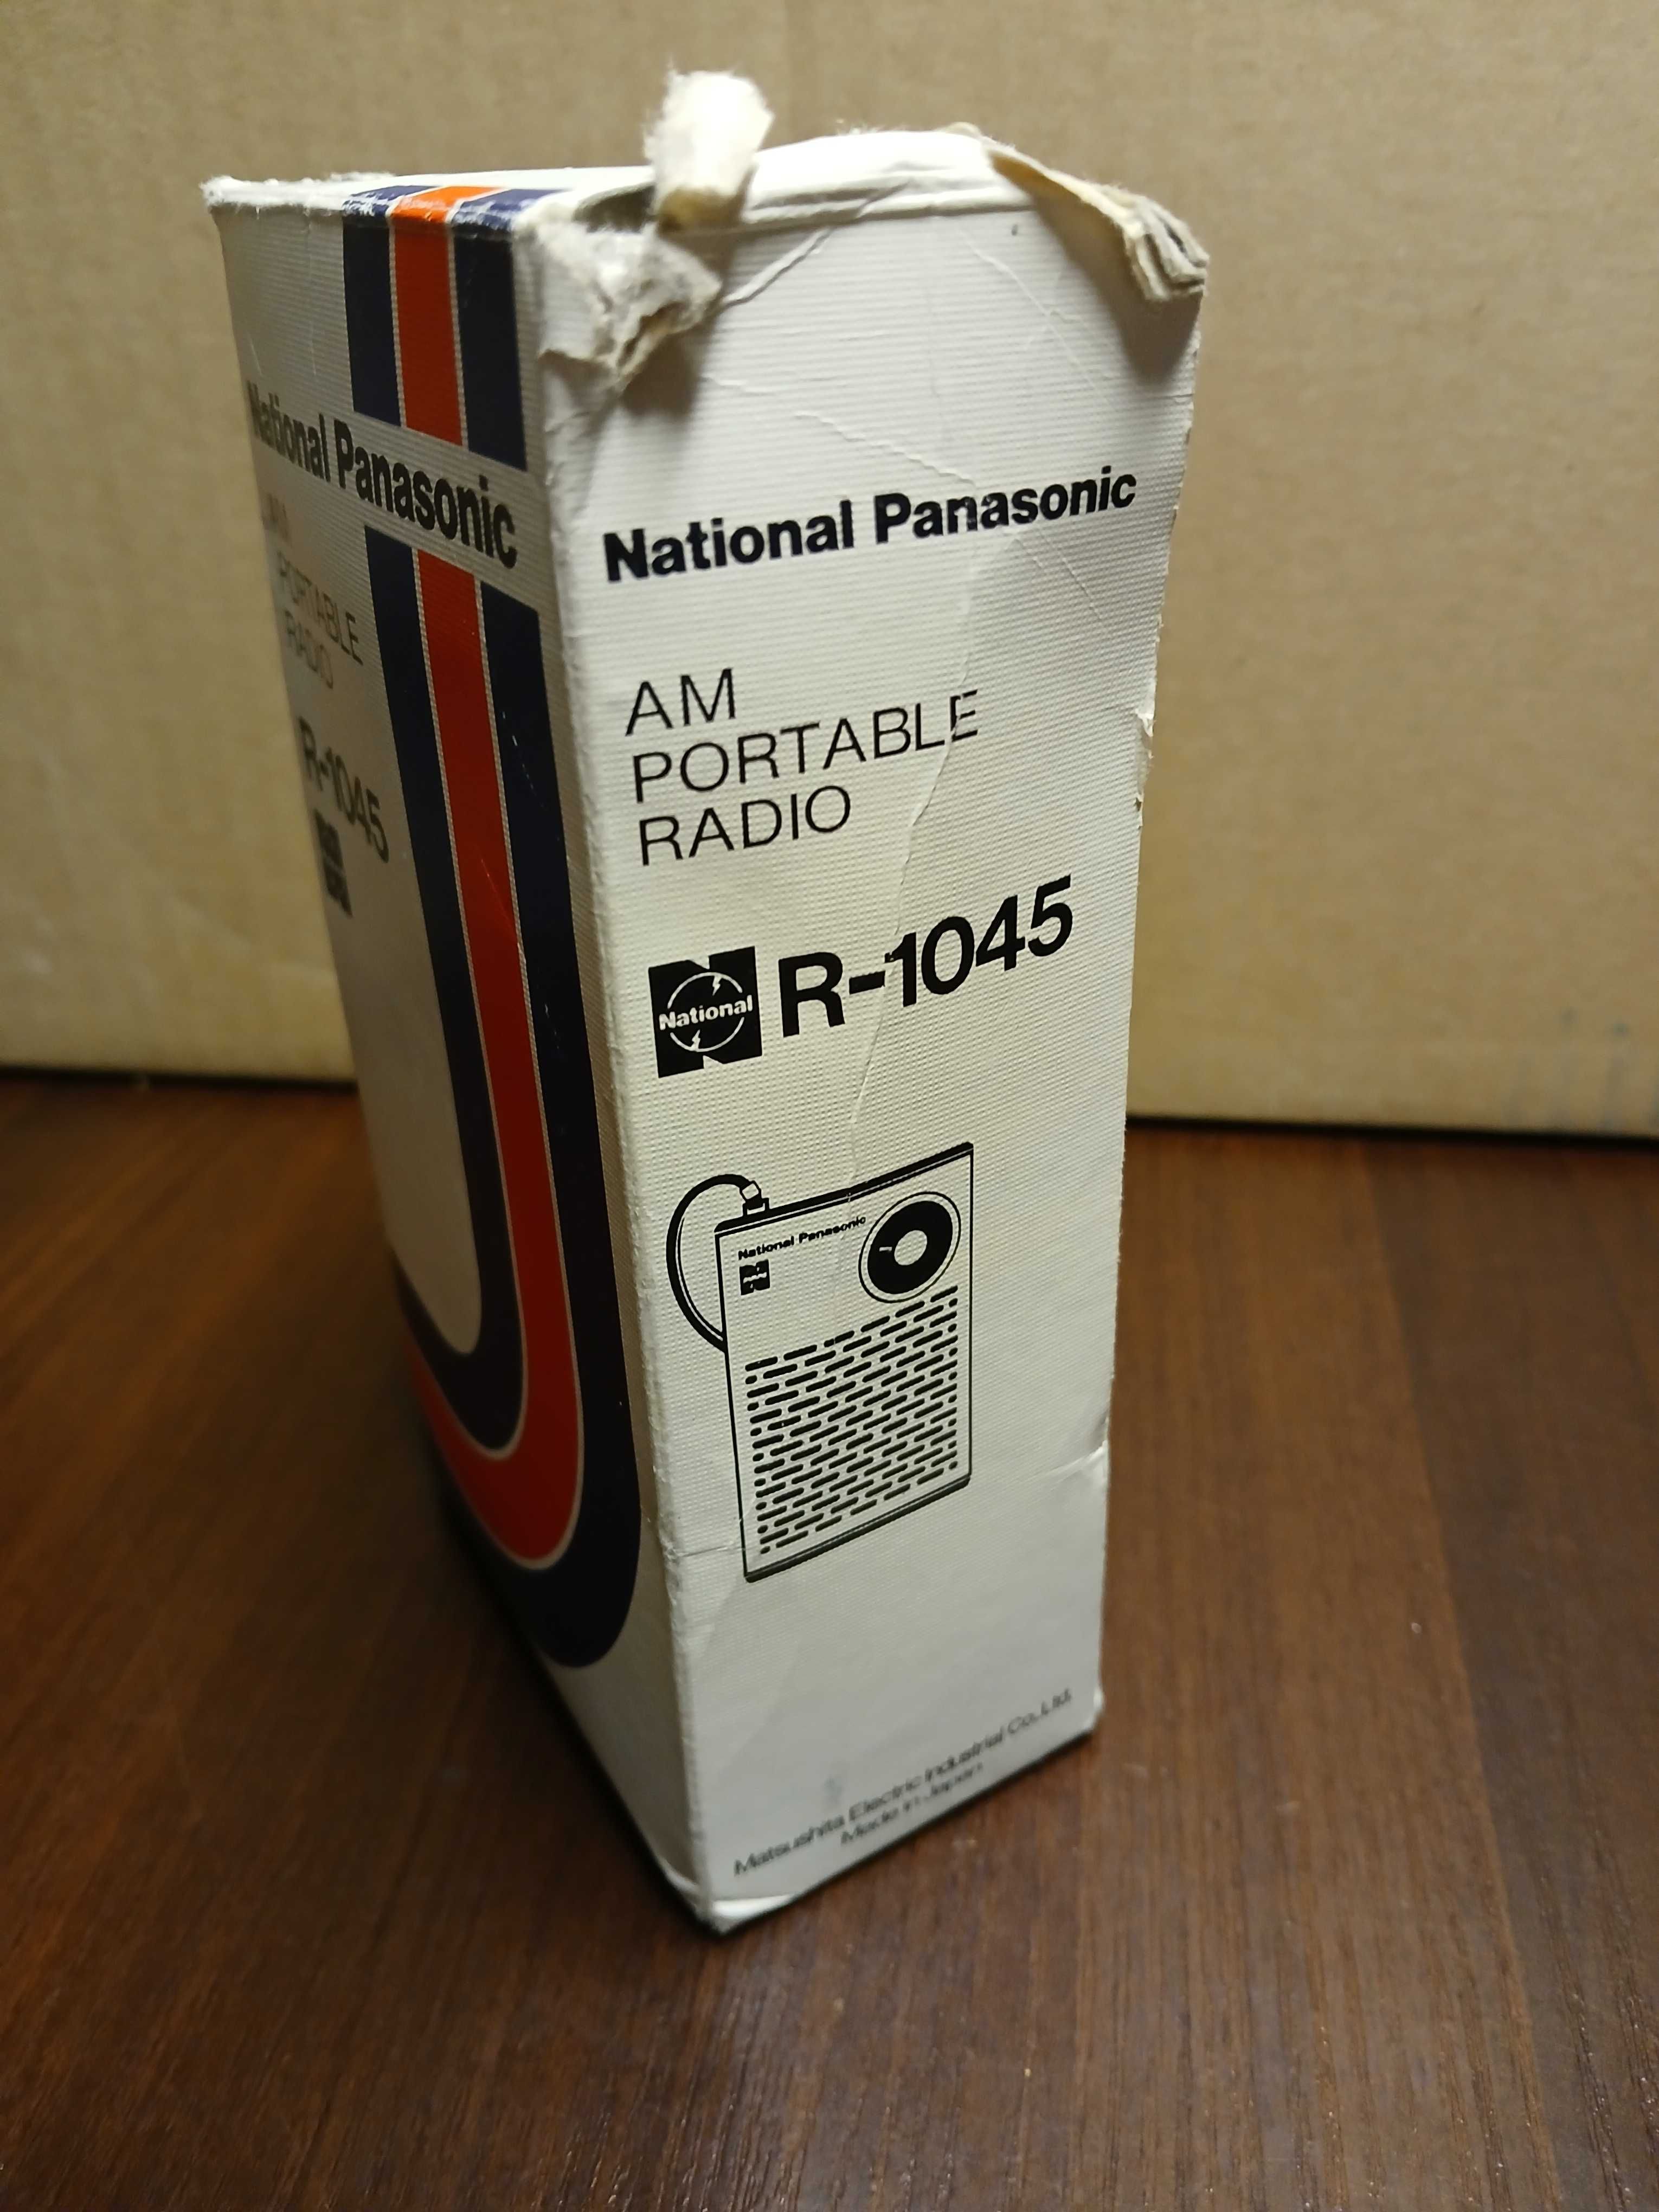 National Panasonic
AM
PORTABLE
RADIO
R-1045
National Panasonic
AM
PORTABLE
RADIO
National
R-1045
National Panasonic
Matsushita Electric Industrial Co., Ltd.
Made in Japan